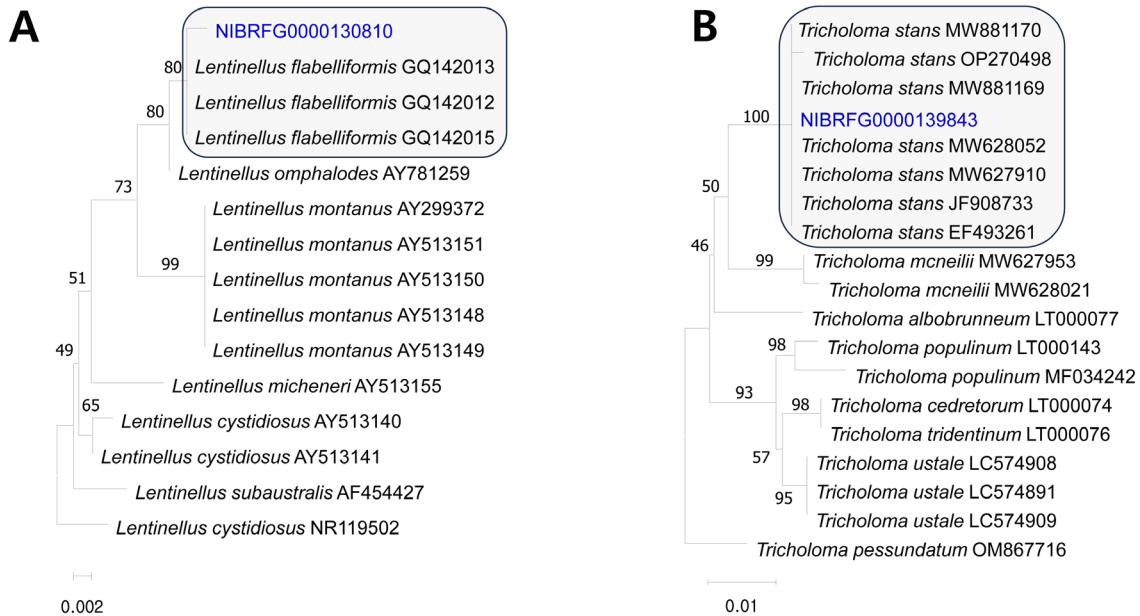 A
NIBRFG0000130810
Lentinellus flabelliformis GQ142013
80
Lentinellus flabelliformis GQ142012
80
Lentinellus flabelliformis GQ142015
Lentinellus omphalodes AY781259
73
Lentinellus montanus AY299372
Lentinellus montanus AY513151
99
Lentinellus montanus AY513150
51
Lentinellus montanus AY513148
Lentinellus montanus AY513149
49
Lentinellus micheneri AY513155
65
Lentinellus cystidiosus AY513140
Lentinellus cystidiosus AY513141
Lentinellus subaustralis AF454427
Lentinellus cystidiosus NR119502
0.002
B
Tricholoma stans MW881170
Tricholoma stans OP270498
Tricholoma stans MW881169
100
NIBRFG0000139843
Tricholoma stans MW628052
Tricholoma stans MW627910
50
Tricholoma stans JF908733
Tricholoma stans EF493261
46
99
Tricholoma mcneilii MW627953
Tricholoma mcneilii MW628021
Tricholoma albobrunneum LT000077
98
Tricholoma populinum LT000143
Tricholoma populinum MF034242
93
98
Tricholoma cedretorum LT000074
Tricholoma tridentinum LT000076
57
Tricholoma ustale LC574908
95
Tricholoma ustale LC574891
Tricholoma ustale LC574909
Tricholoma pessundatum OM867716
0.01